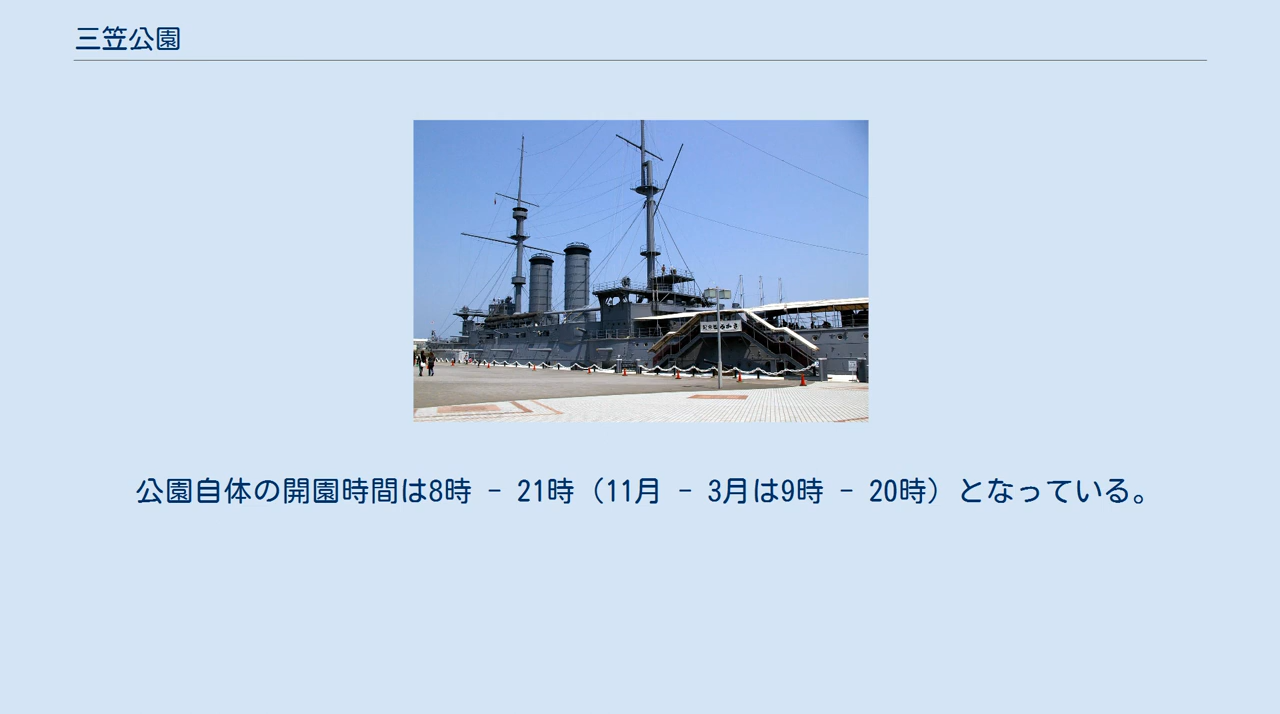 三笠公園
公園自体の開園時間は8時 - 21時（11月 - 3月は9時 - 20時）となっている。